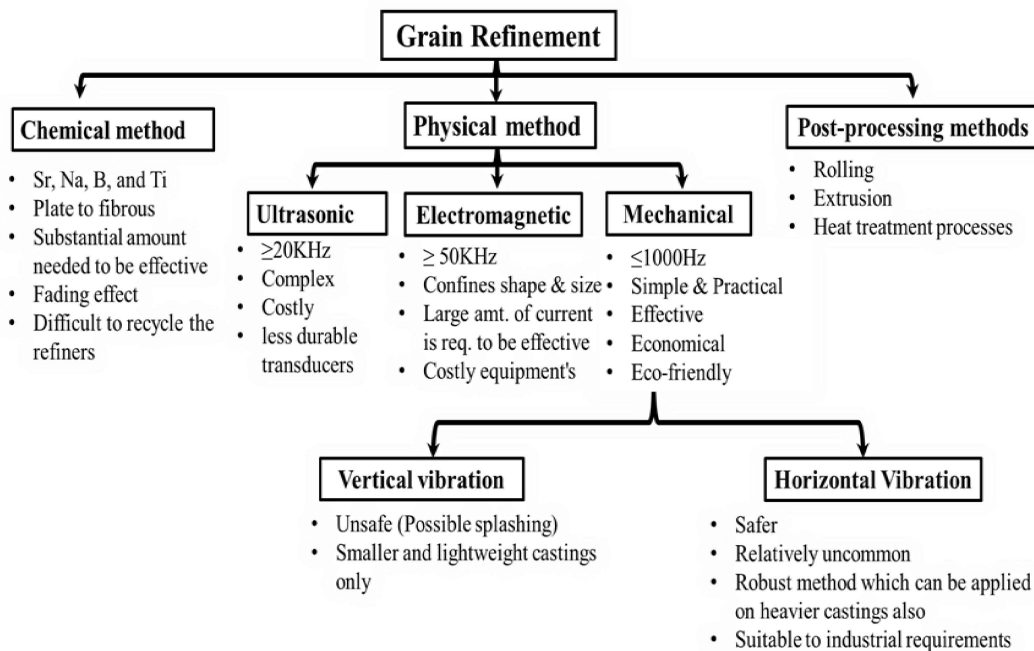 Grain Refinement
Chemical method
• Sr, Na, B, and Ti
• Plate to fibrous
• Substantial amount
needed to be effective
• Fading effect
• Difficult to recycle the
refiners
Physical method
Ultrasonic
• ≥20KHz
• Complex
• Costly
• less durable
transducers
Electromagnetic
• ≥ 50KHz
• Confines shape & size
• Large amt. of current
is req. to be effective
• Costly equipment's
Mechanical
• ≤1000Hz
• Simple & Practical
• Effective
• Economical
• Eco-friendly
Post-processing methods
• Rolling
• Extrusion
• Heat treatment processes
Vertical vibration
• Unsafe (Possible splashing)
• Smaller and lightweight castings
only
Horizontal Vibration
• Safer
• Relatively uncommon
• Robust method which can be applied
on heavier castings also
• Suitable to industrial requirements